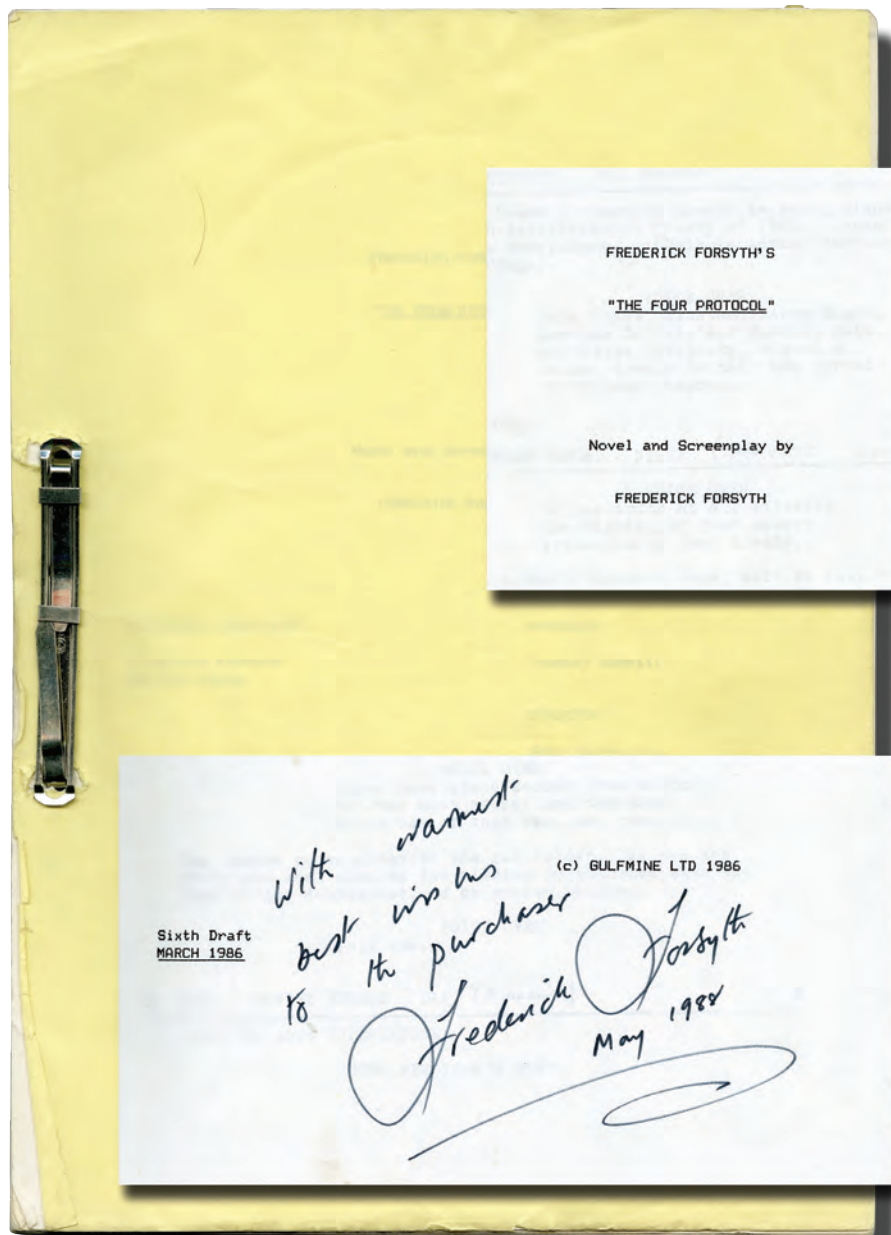 FREDERICK FORSYTH'S
"THE FOUR PROTOCOL"
Novel and Screenplay by
FREDERICK FORSYTH
(c) GULFMINE LTD 1986
Sixth Draft
MARCH 1986
With warmest
best wishes
to the purchaser
Frederick Forsyth
May 1988